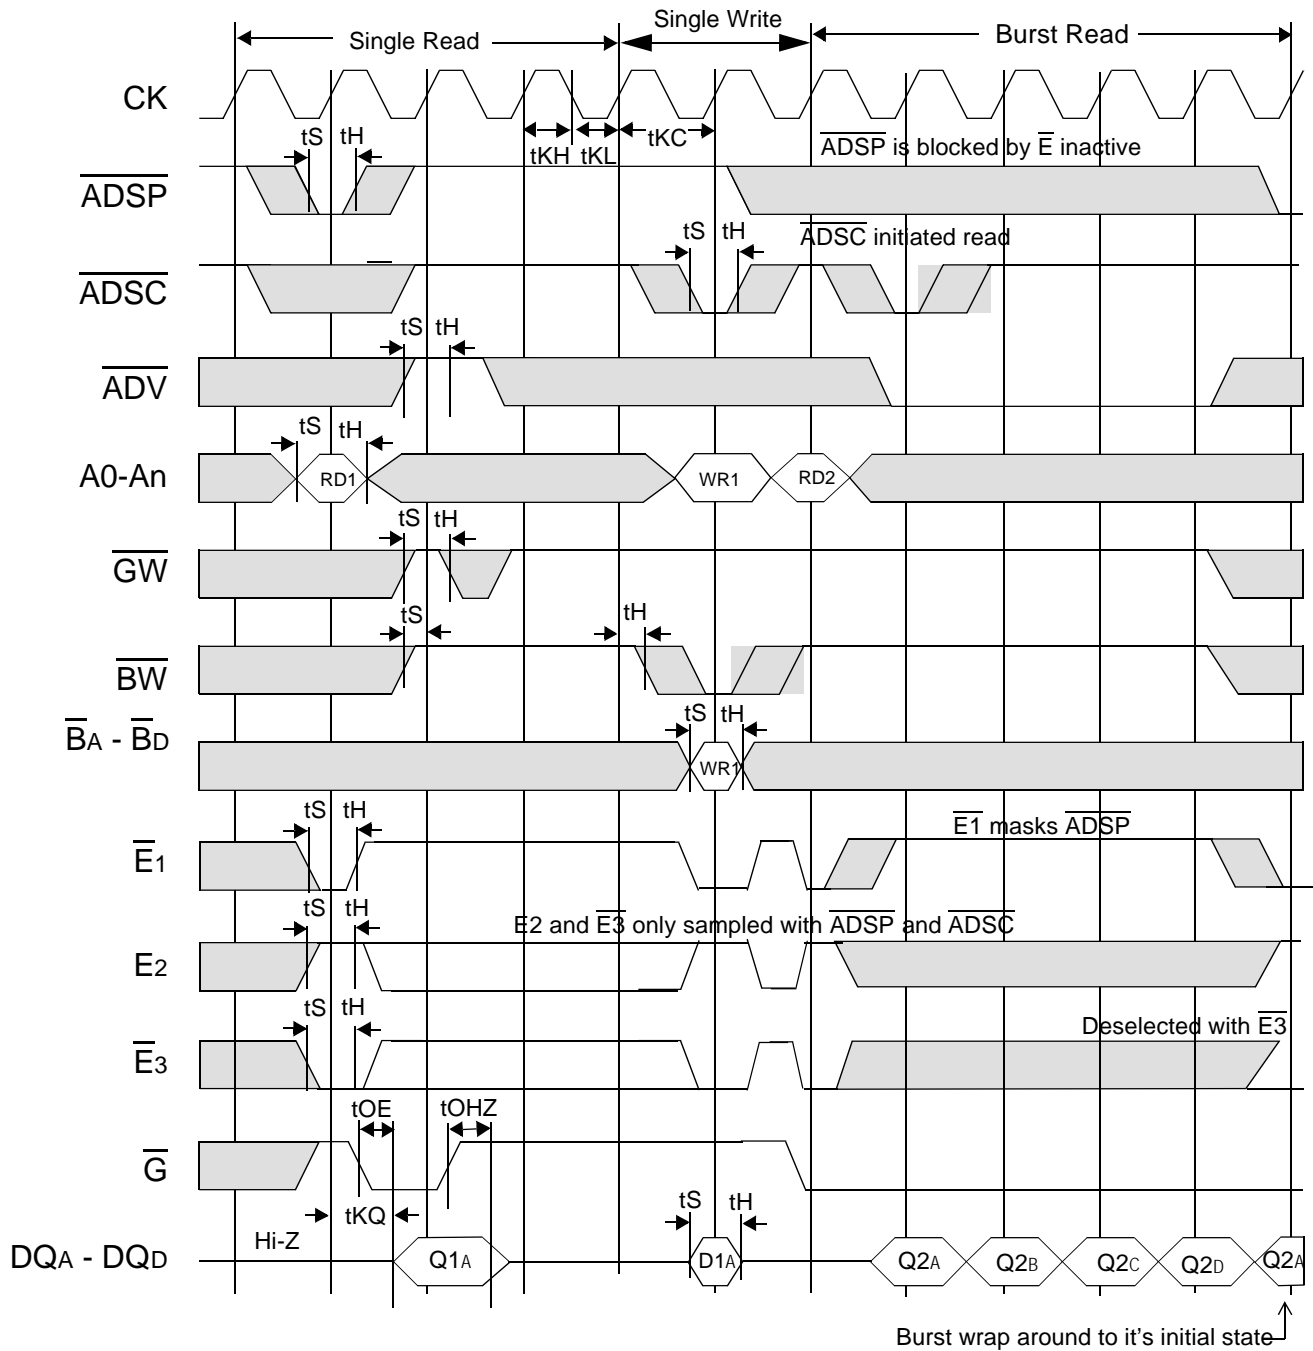 Single Read
Single Write
Burst Read
CK
tS tH
tKH tKL tKC
ADSP is blocked by E inactive
ADSP
tS tH
ADSC initiated read
ADSC
tS tH
ADV
tS tH
A0-An
RD1
WR1
RD2
tS tH
GW
tS
tH
BW
BA - BD
tS tH
WR1
tS tH
E1 masks ADSP
E1
tS tH
E2 and E3 only sampled with ADSP and ADSC
E2
tS tH
Deselected with E3
E3
tOE
tOHZ
G
tKQ
tS tH
Hi-Z
DQA - DQD
Q1A
D1A
Q2A
Q2B
Q2C
Q2D
Q2A
Burst wrap around to it's initial state